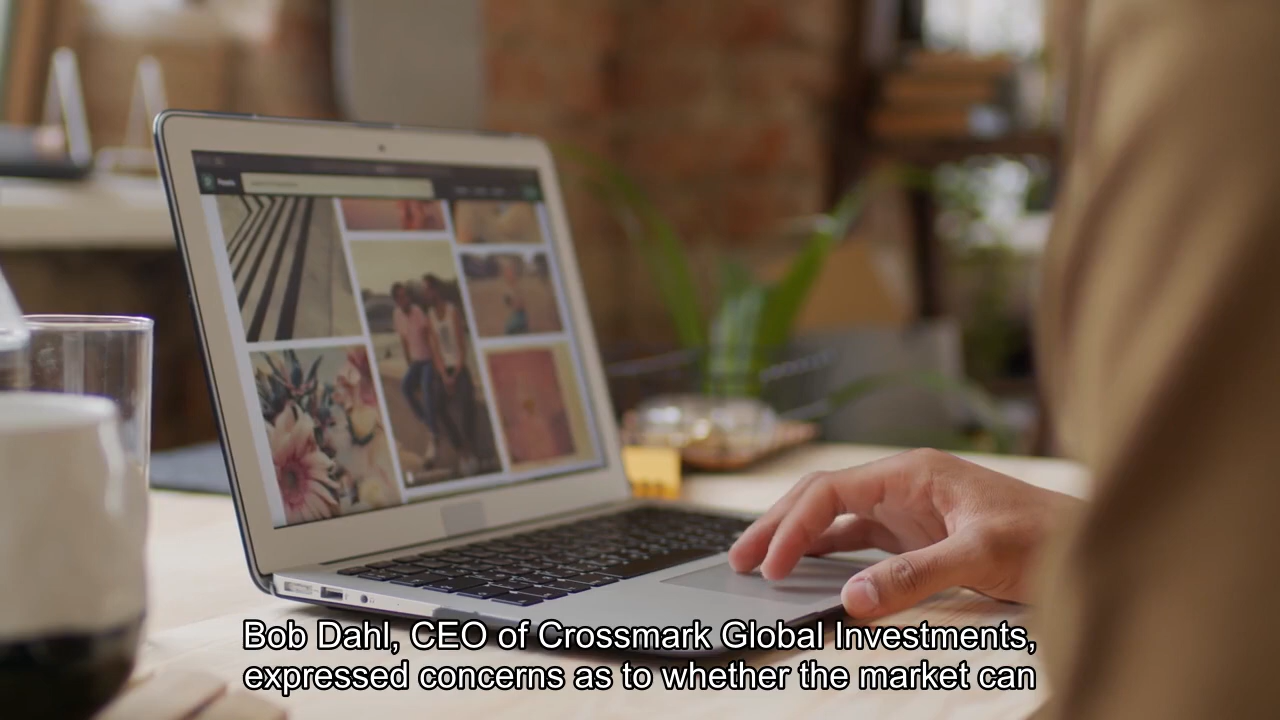 Bob Dahl, CEO of Crossmark Global Investments,
expressed concerns as to whether the market can